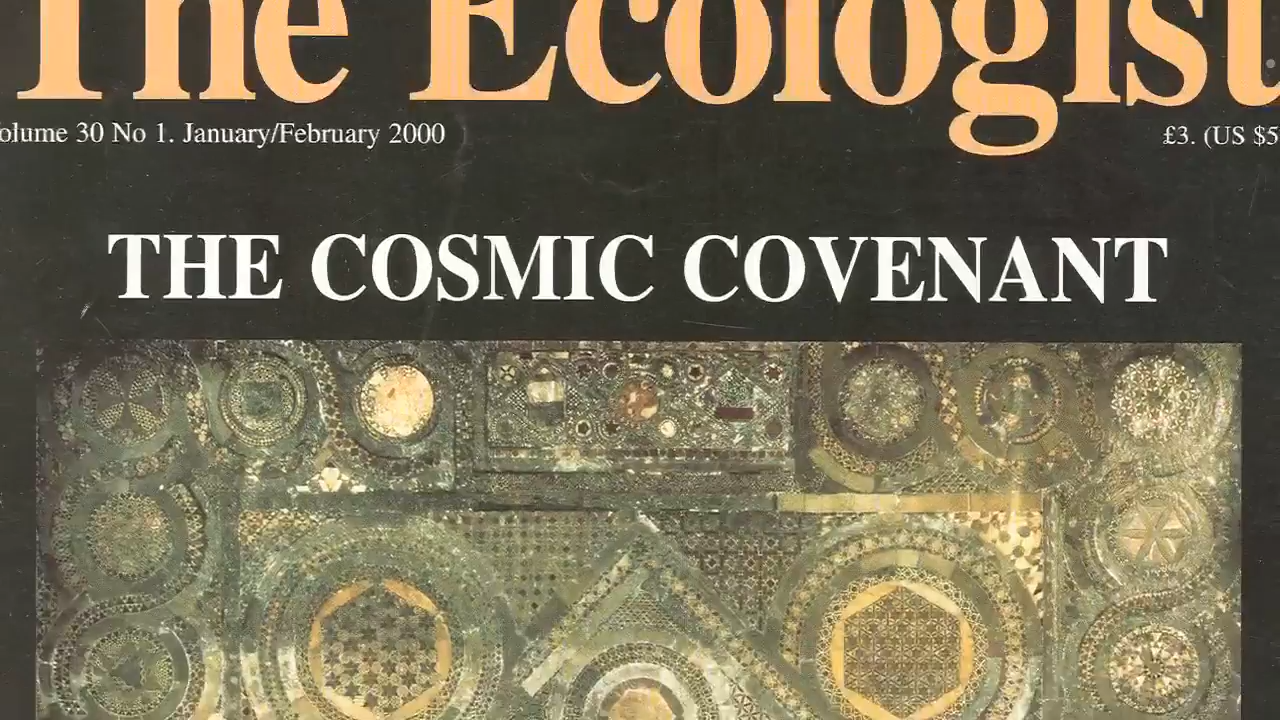 The Ecologist
olume 30 No 1. January/February 2000
£3. (US $5
THE COSMIC COVENANT